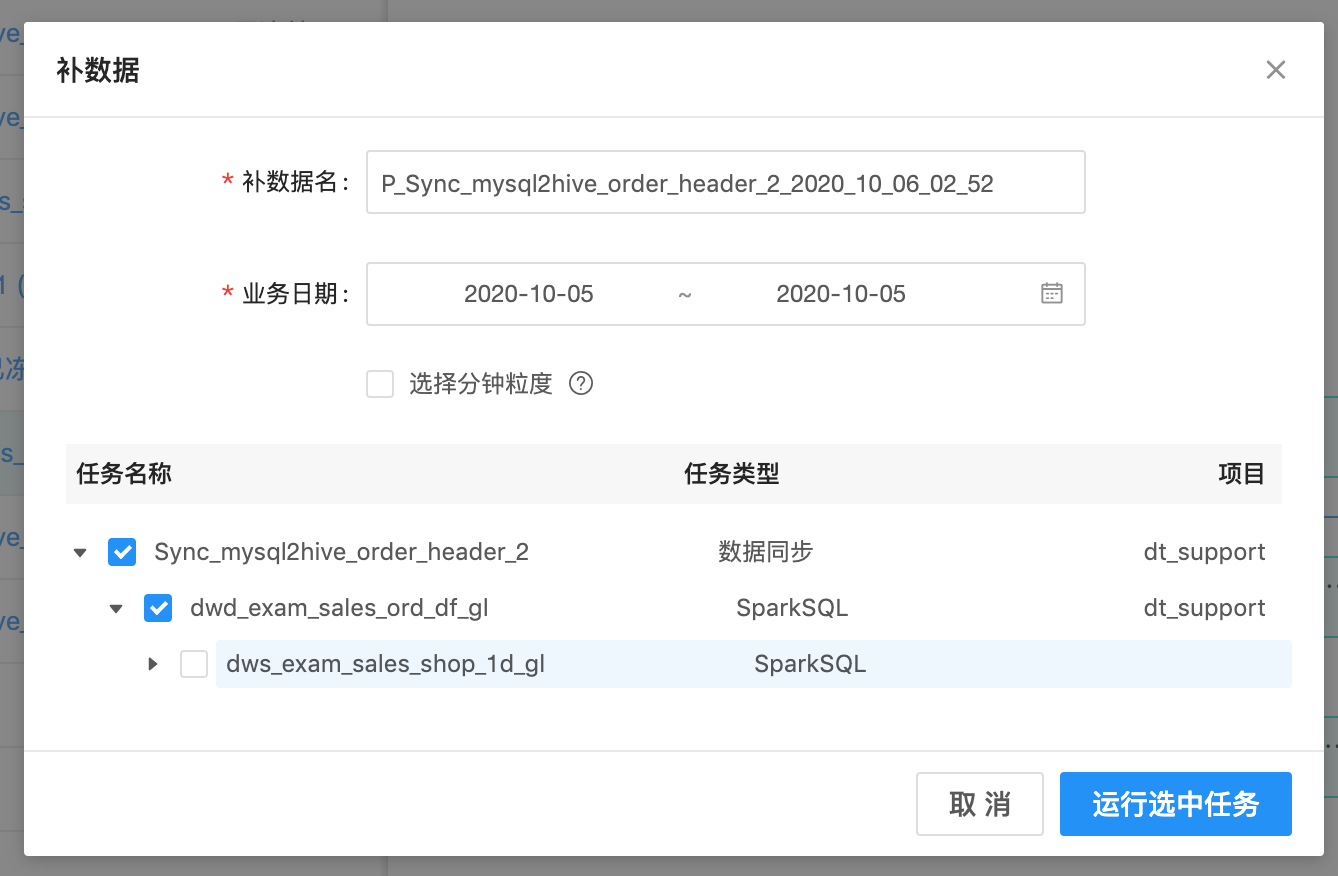 补数据
* 补数据名：
P_Sync_mysql2hive_order_header_2_2020_10_06_02_52
* 业务日期：
2020-10-05 ~ 2020-10-05
选择分钟粒度 ?
任务名称 任务类型 项目
Sync_mysql2hive_order_header_2 数据同步 dt_support
dwd_exam_sales_ord_df_gl SparkSQL dt_support
dws_exam_sales_shop_1d_gl SparkSQL
取 消 运行选中任务